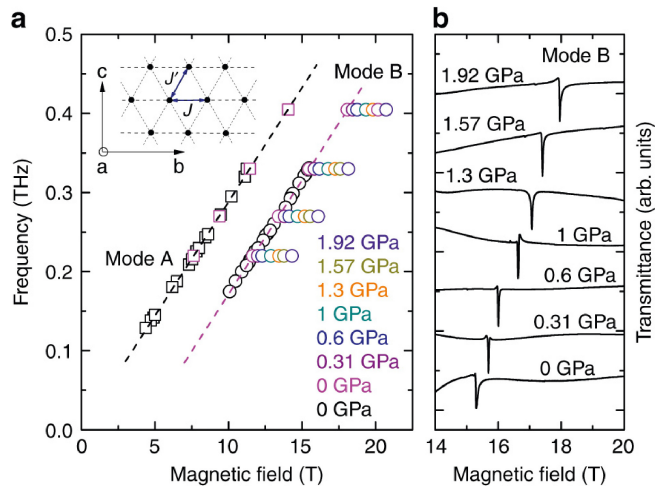 a
b
0.5
0.4
0.3
0.2
0.1
0.0
Frequency (THz)
0
5
10
15
20
Magnetic field (T)
c
a
b
J'
J
Mode A
Mode B
1.92 GPa
1.57 GPa
1.3 GPa
1 GPa
0.6 GPa
0.31 GPa
0 GPa
0 GPa
Mode B
1.92 GPa
1.57 GPa
1.3 GPa
1 GPa
0.6 GPa
0.31 GPa
0 GPa
Transmittance (arb. units)
14
16
18
20
Magnetic field (T)